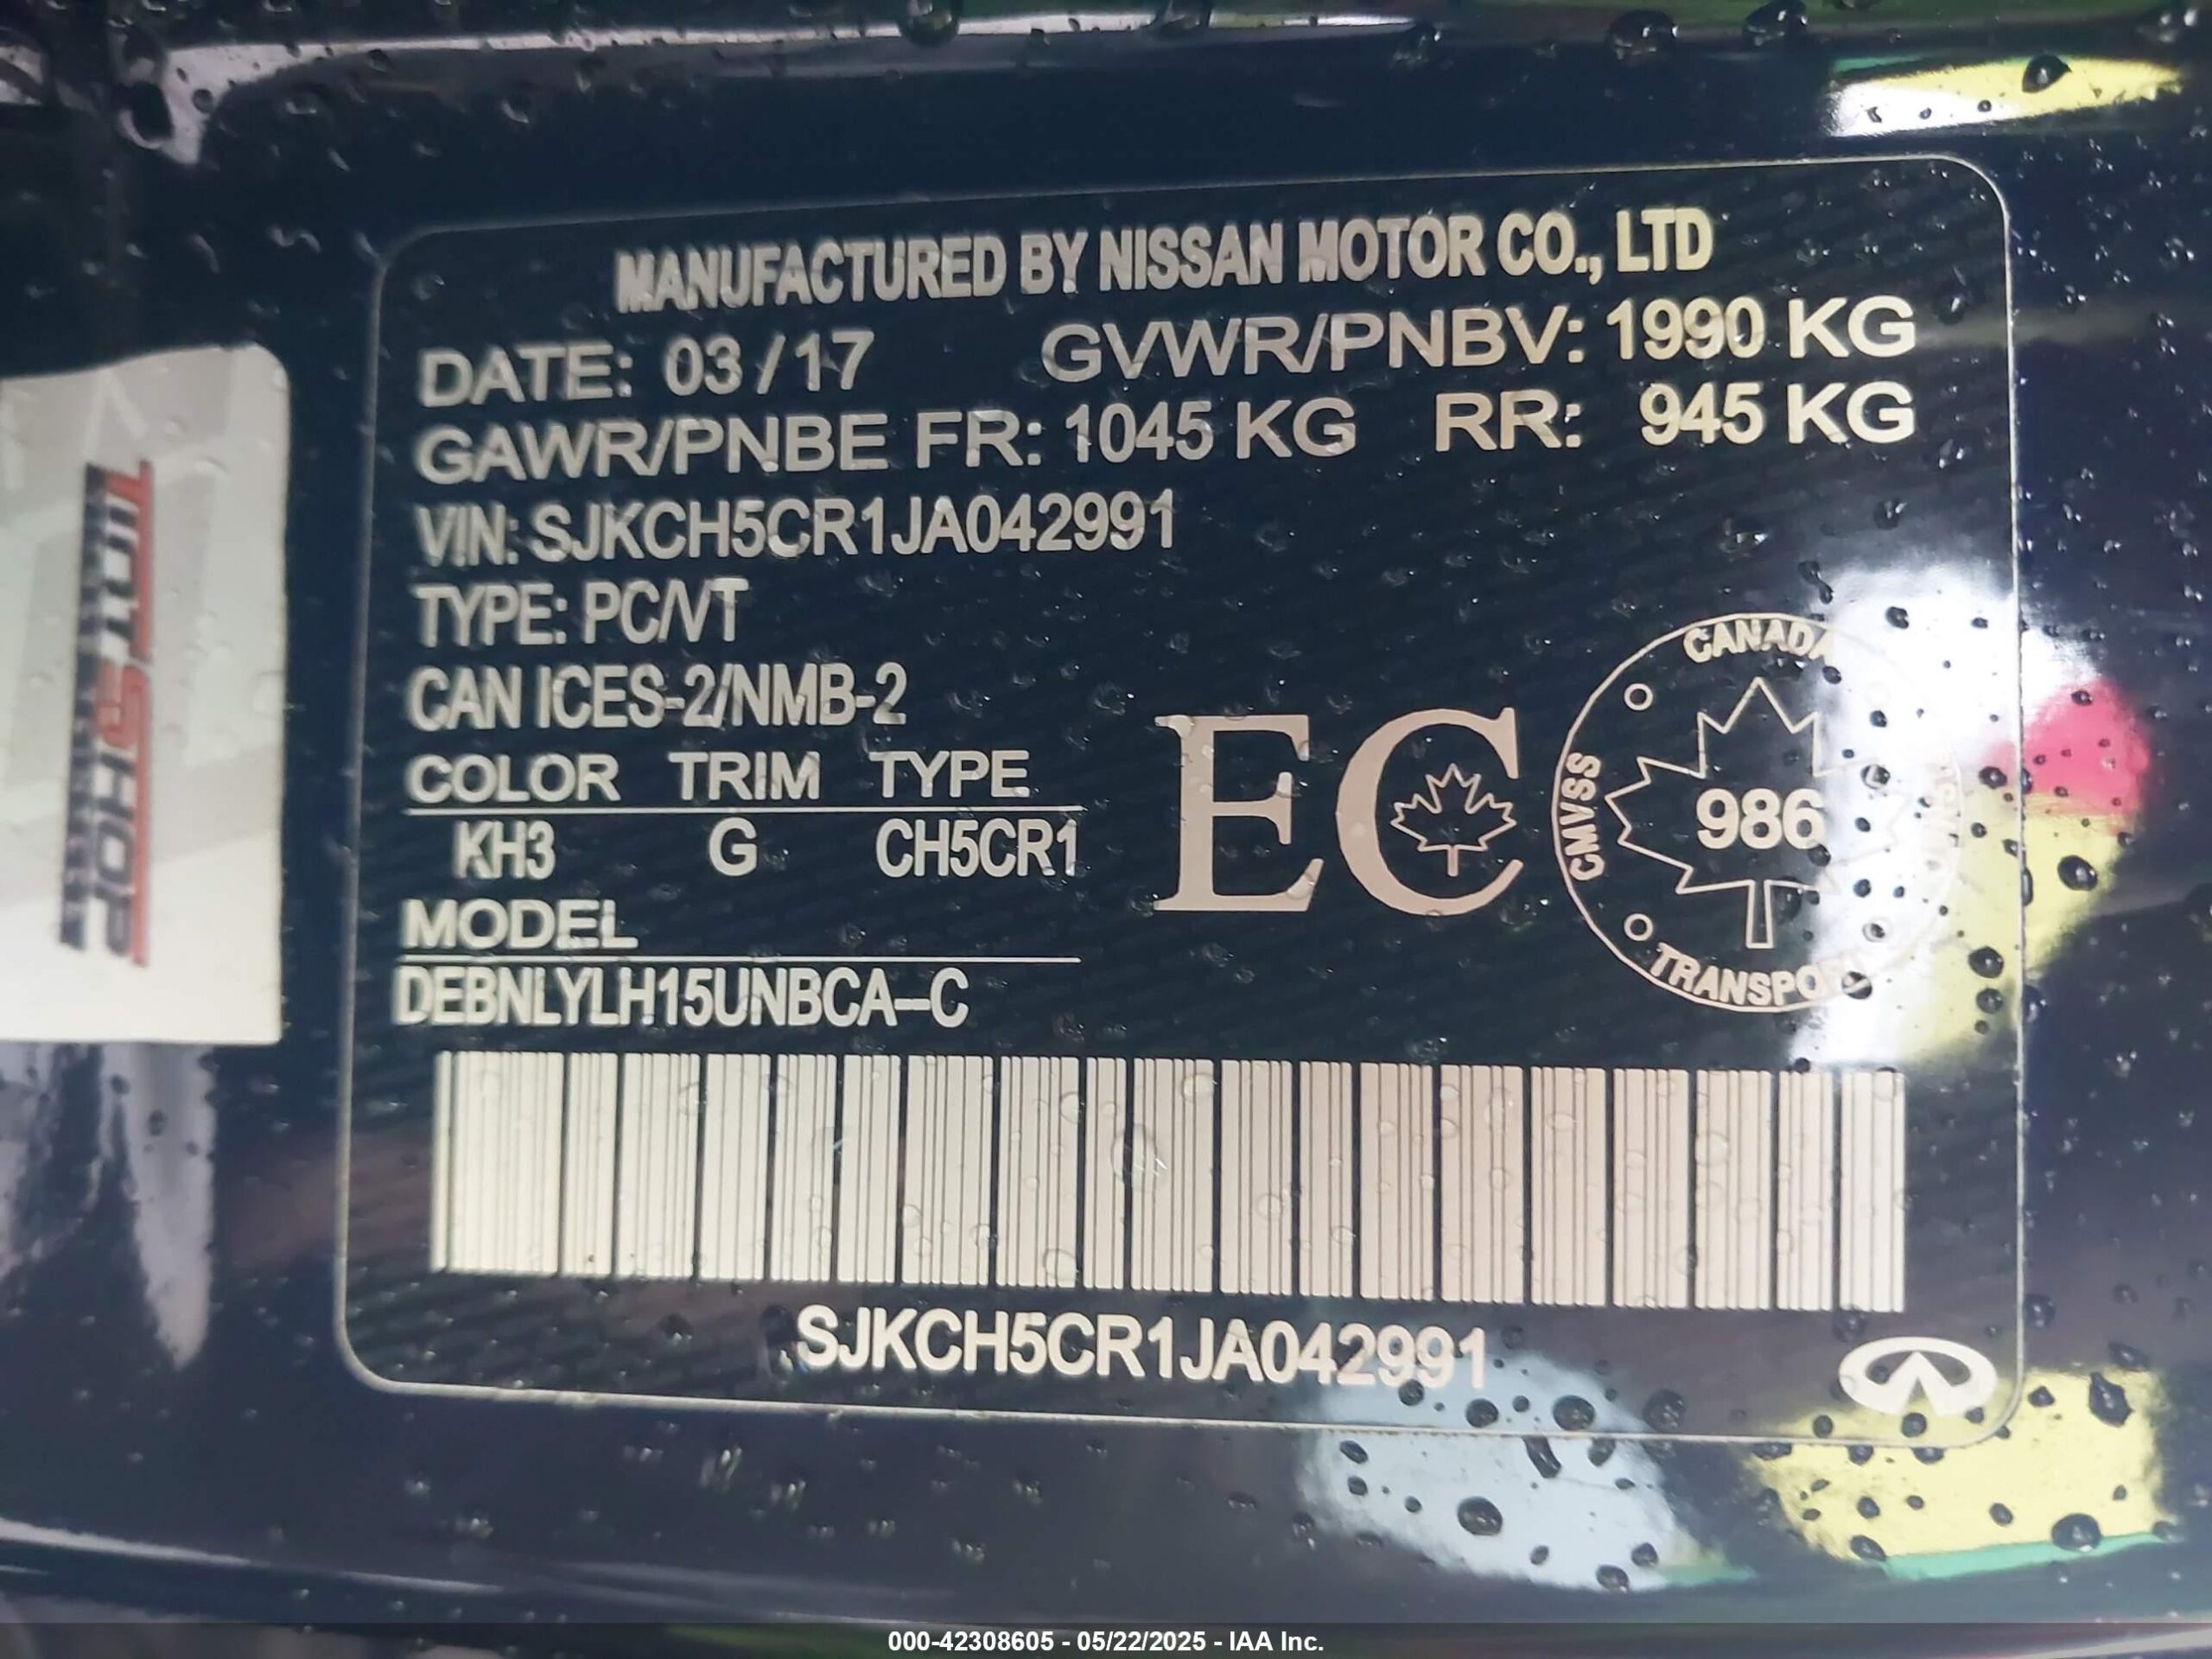 MANUFACTURED BY NISSAN MOTOR CO., LTD
DATE: 03/17 GVWR/PNBV: 1990 KG
GAWR/PNBE FR: 1045 KG RR: 945 KG
VIN: SJKCH5CR1JA042991
TYPE: PC/VT
CAN ICES-2/NMB-2
COLOR TRIM TYPE
KH3 G CH5CR1
MODEL
DEBNLYLH15UNBCA-C
EC
CANADA
CMVSS
986
TRANSPORT
SJKCH5CR1JA042991
TINT SHOP
000-42308605 - 05/22/2025 - IAA Inc.